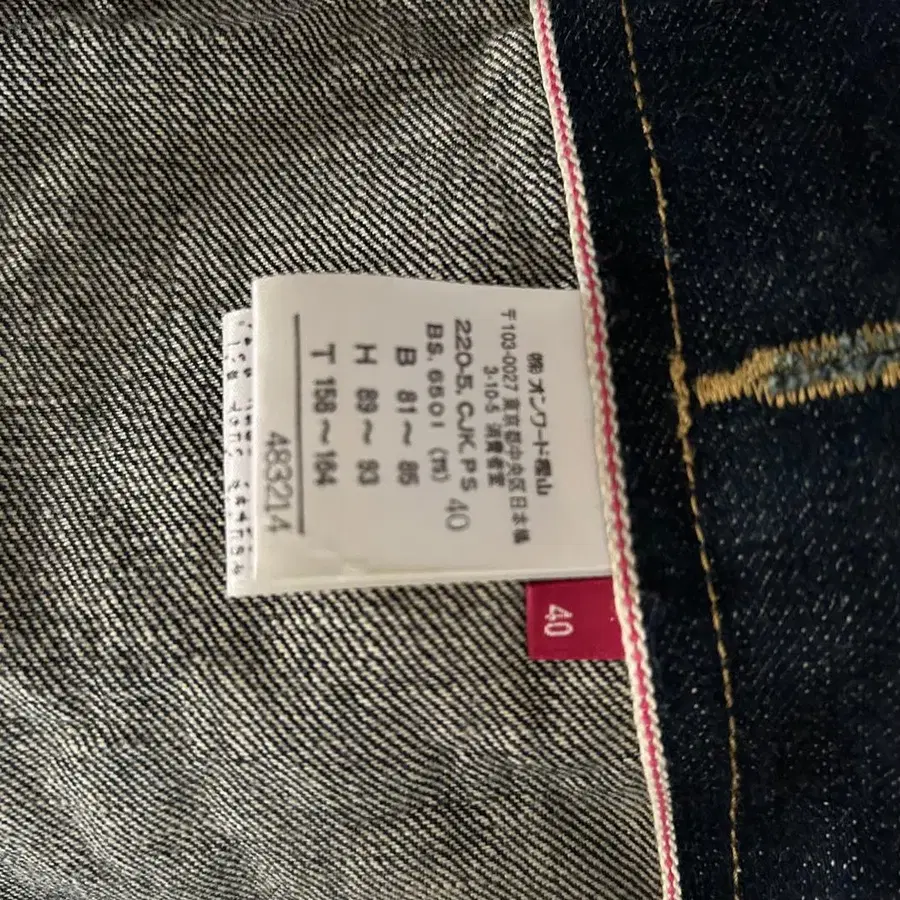 ㈱オンワード樫山
〒103-0027 東京都中央区日本橋
3-10-5 消費者室
220-5, CJK, PS
40
BS, 6501 (m)
B 81〜 85
H 89〜 93
T 158〜 164
483214
40